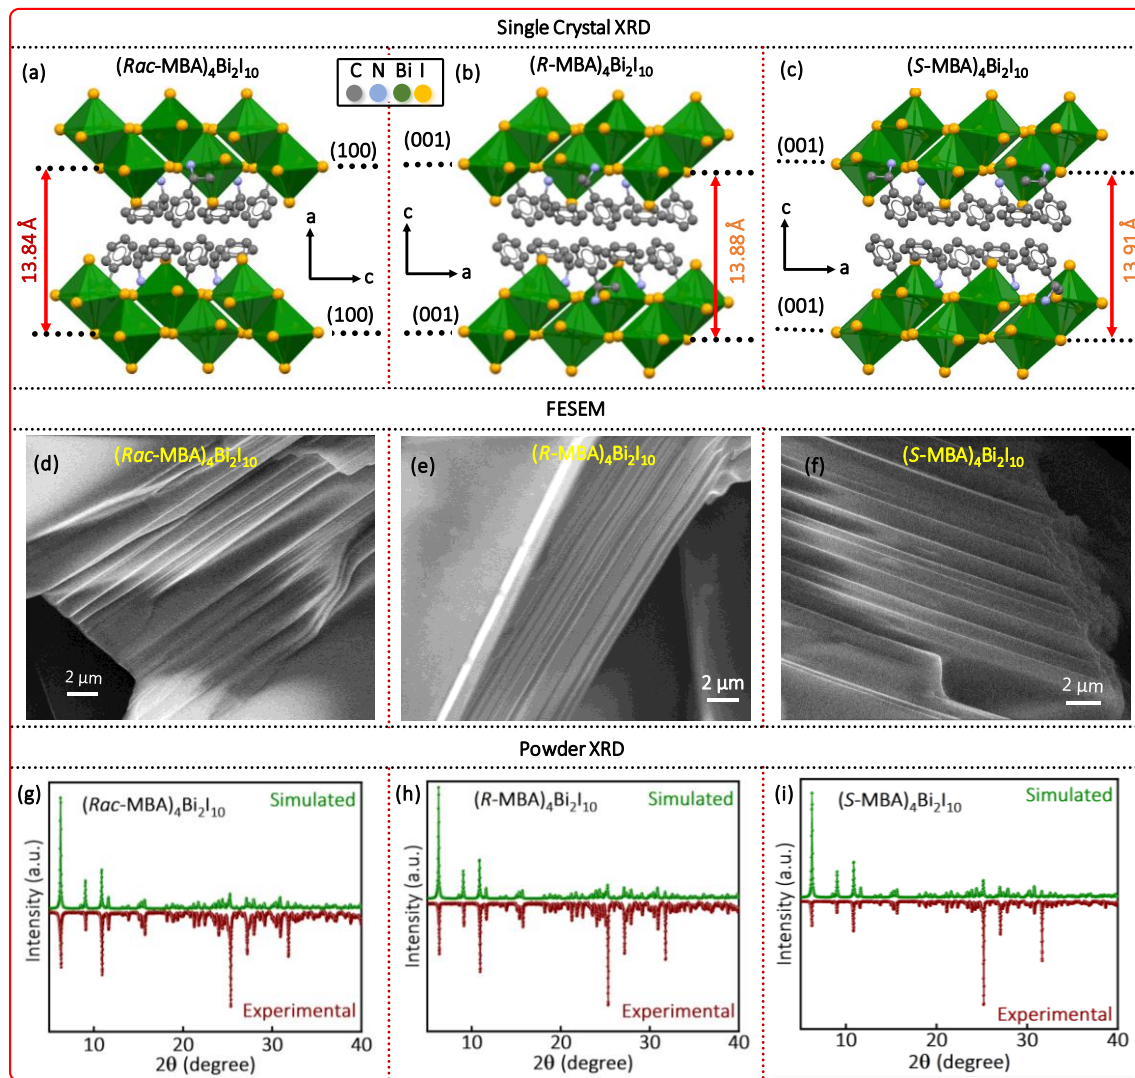 Single Crystal XRD
(a)
(Rac-MBA)₄Bi₂I₁₀
C N Bi I
(b)
(R-MBA)₄Bi₂I₁₀
(c)
(S-MBA)₄Bi₂I₁₀
(100)
(001)
(001)
13.84 Å
a
c
(100)
c
a
(001)
13.88 Å
c
a
(001)
13.91 Å
FESEM
(d)
(Rac-MBA)₄Bi₂I₁₀
2 μm
(e)
(R-MBA)₄Bi₂I₁₀
2 μm
(f)
(S-MBA)₄Bi₂I₁₀
2 μm
Powder XRD
(g)
(Rac-MBA)₄Bi₂I₁₀
Simulated
Experimental
Intensity (a.u.)
10 20 30 40
2θ (degree)
(h)
(R-MBA)₄Bi₂I₁₀
Simulated
Experimental
Intensity (a.u.)
10 20 30 40
2θ (degree)
(i)
(S-MBA)₄Bi₂I₁₀
Simulated
Experimental
Intensity (a.u.)
10 20 30 40
2θ (degree)